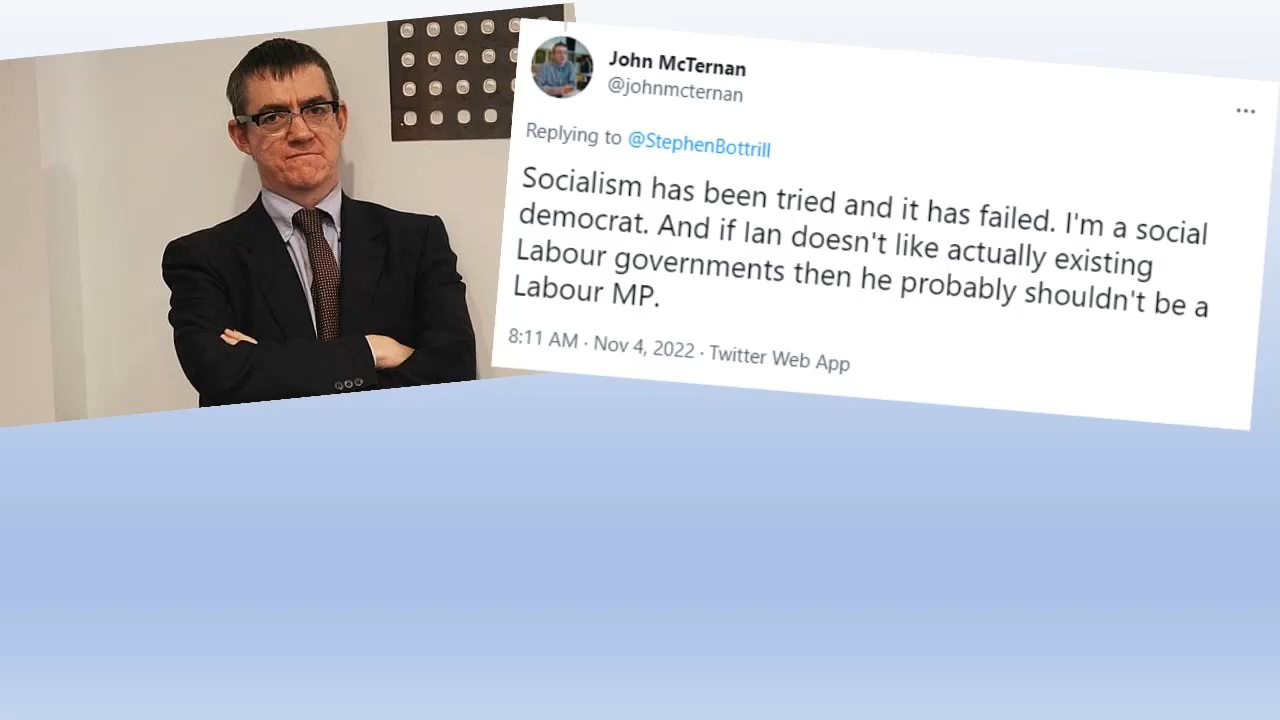 John McTernan
@johnmcternan
Replying to @StephenBottrill
Socialism has been tried and it has failed. I'm a social
democrat. And if Ian doesn't like actually existing
Labour governments then he probably shouldn't be a
Labour MP.
8:11 AM · Nov 4, 2022 · Twitter Web App